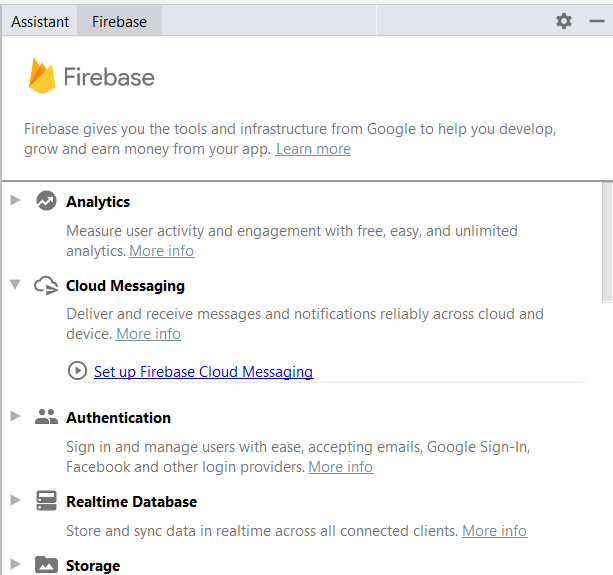 Assistant Firebase
Firebase
Firebase gives you the tools and infrastructure from Google to help you develop,
grow and earn money from your app. Learn more
Analytics
Measure user activity and engagement with free, easy, and unlimited
analytics. More info
Cloud Messaging
Deliver and receive messages and notifications reliably across cloud and
device. More info
Set up Firebase Cloud Messaging
Authentication
Sign in and manage users with ease, accepting emails, Google Sign-In,
Facebook and other login providers. More info
Realtime Database
Store and sync data in realtime across all connected clients. More info
Storage